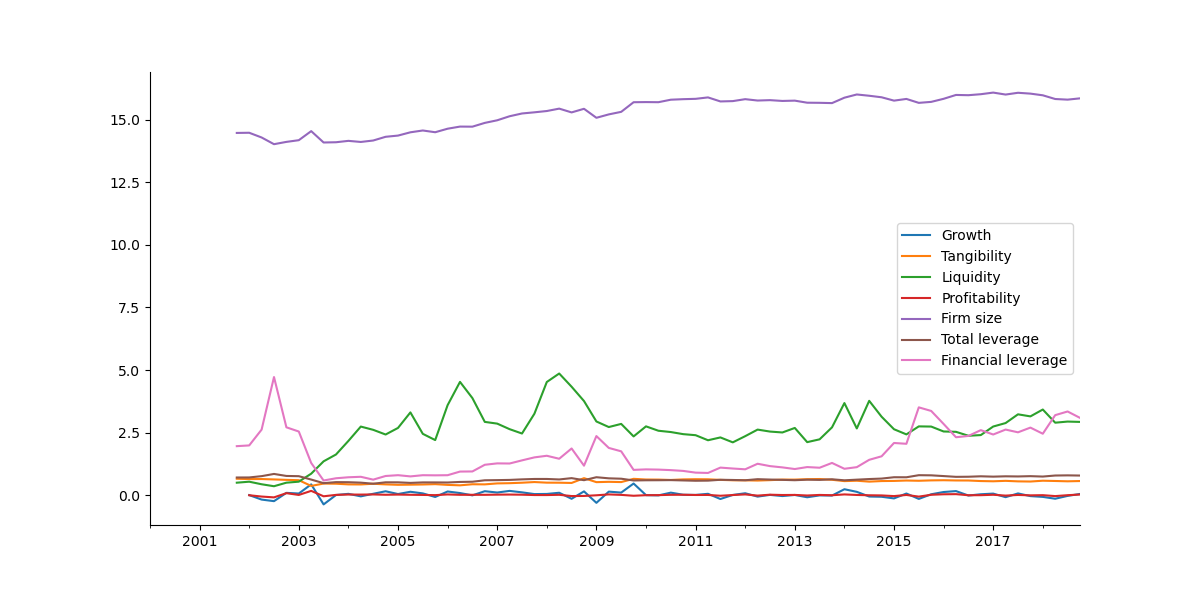 15.0
12.5
10.0
7.5
5.0
2.5
0.0
Growth
Tangibility
Liquidity
Profitability
Firm size
Total leverage
Financial leverage
2001 2003 2005 2007 2009 2011 2013 2015 2017